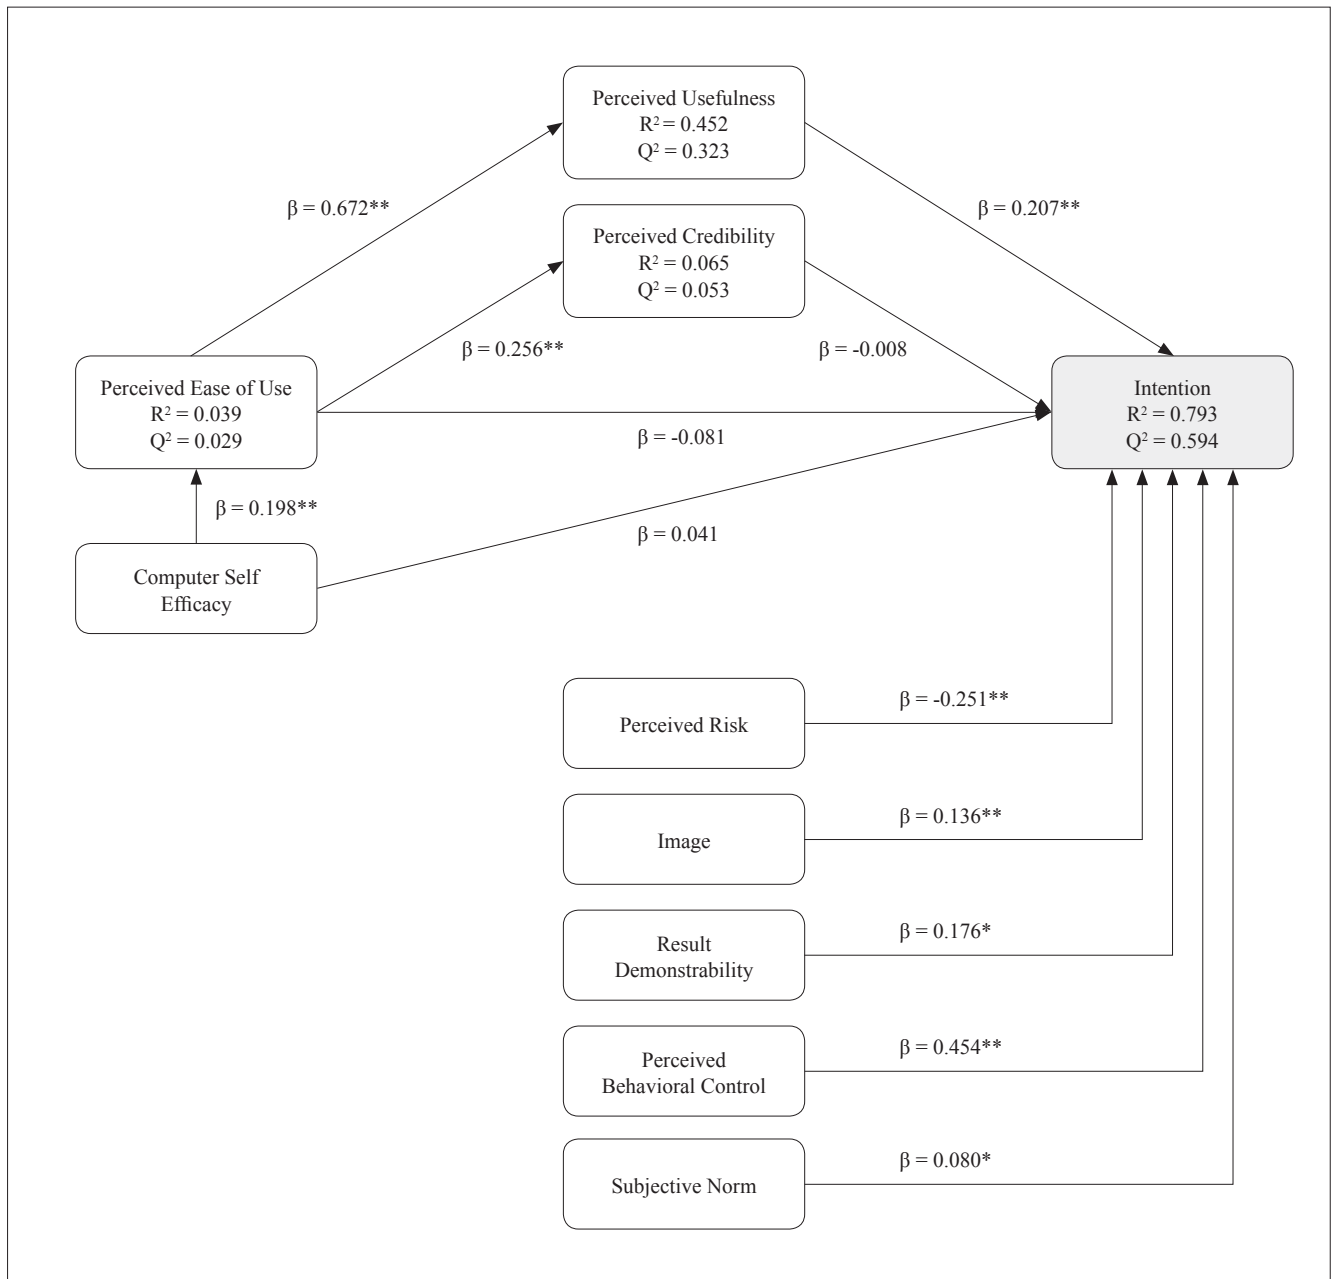 Perceived Usefulness
R² = 0.452
Q² = 0.323
β = 0.672**
β = 0.207**
Perceived Credibility
R² = 0.065
Q² = 0.053
β = 0.256**
β = -0.008
Perceived Ease of Use
R² = 0.039
Q² = 0.029
Intention
R² = 0.793
Q² = 0.594
β = -0.081
β = 0.198**
β = 0.041
Computer Self
Efficacy
Perceived Risk
β = -0.251**
Image
β = 0.136**
Result
Demonstrability
β = 0.176*
Perceived
Behavioral Control
β = 0.454**
Subjective Norm
β = 0.080*